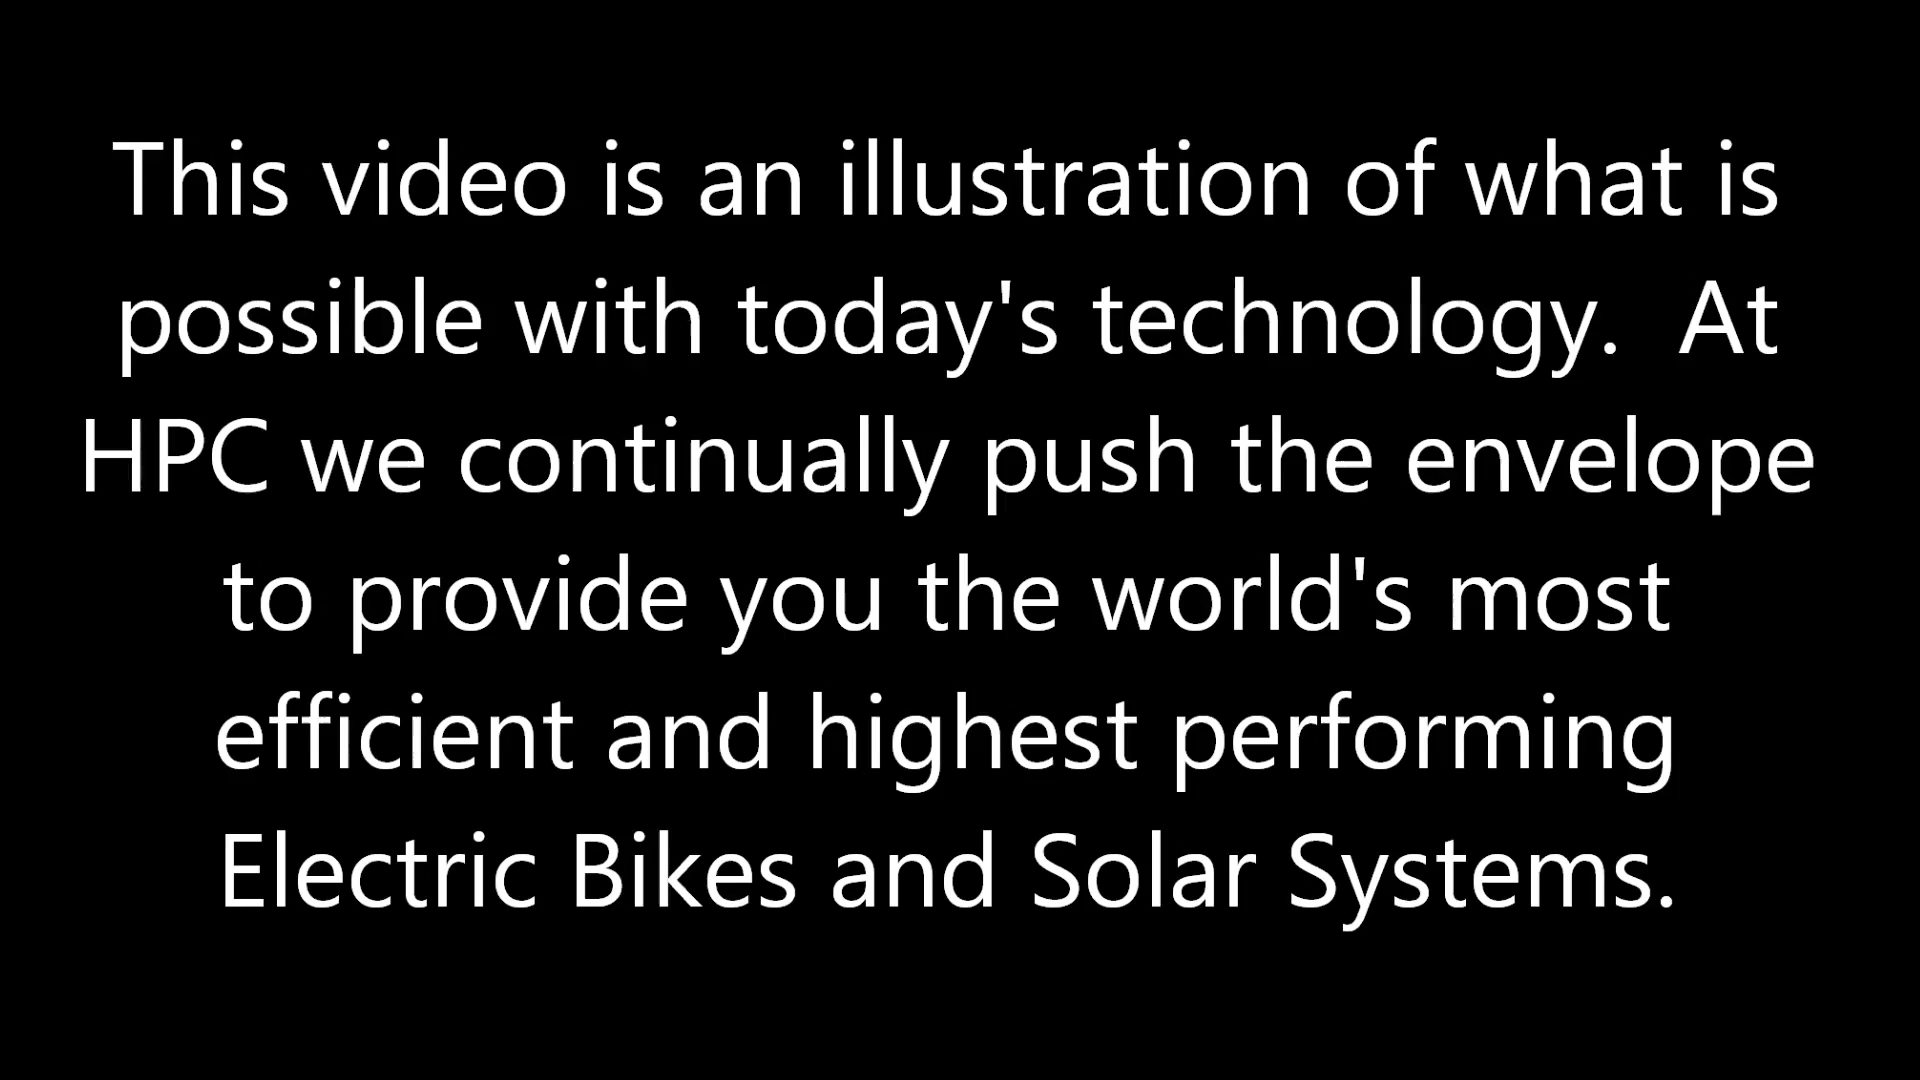 This video is an illustration of what is
possible with today's technology.  At
HPC we continually push the envelope
to provide you the world's most
efficient and highest performing
Electric Bikes and Solar Systems.